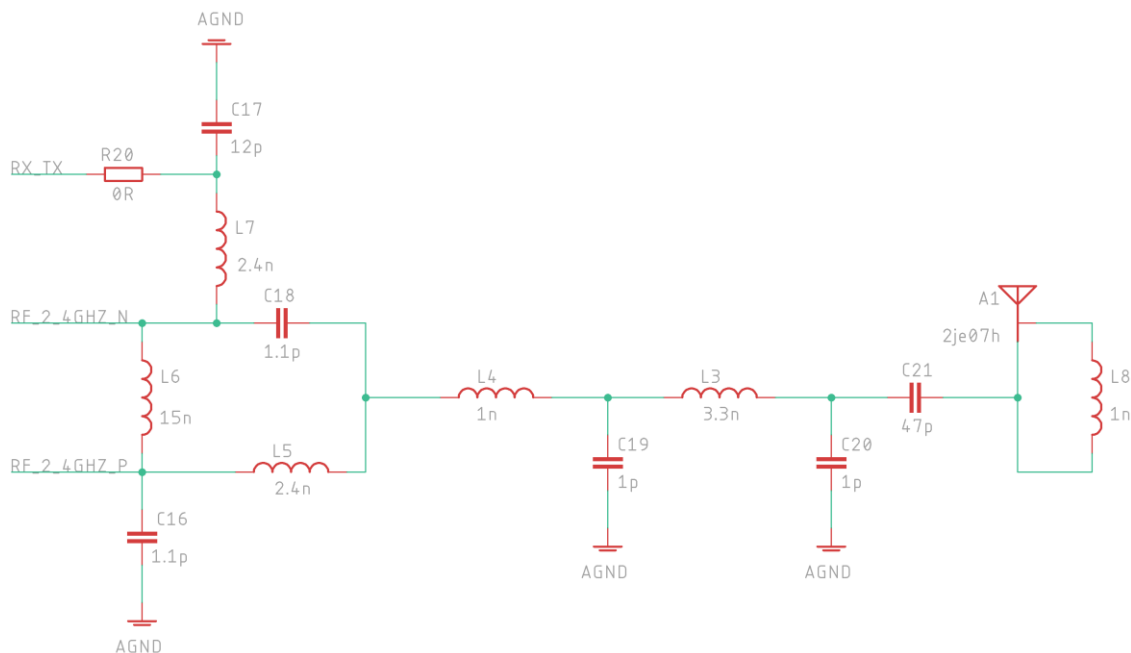 AGND
C17
12p
RX_TX
R20
0R
L7
2.4n
RF_2_4GHZ_N
C18
1.1p
L6
15n
RF_2_4GHZ_P
L5
2.4n
C16
1.1p
AGND
L4
1n
C19
1p
AGND
L3
3.3n
C20
1p
AGND
C21
47p
A1
2je07h
L8
1n